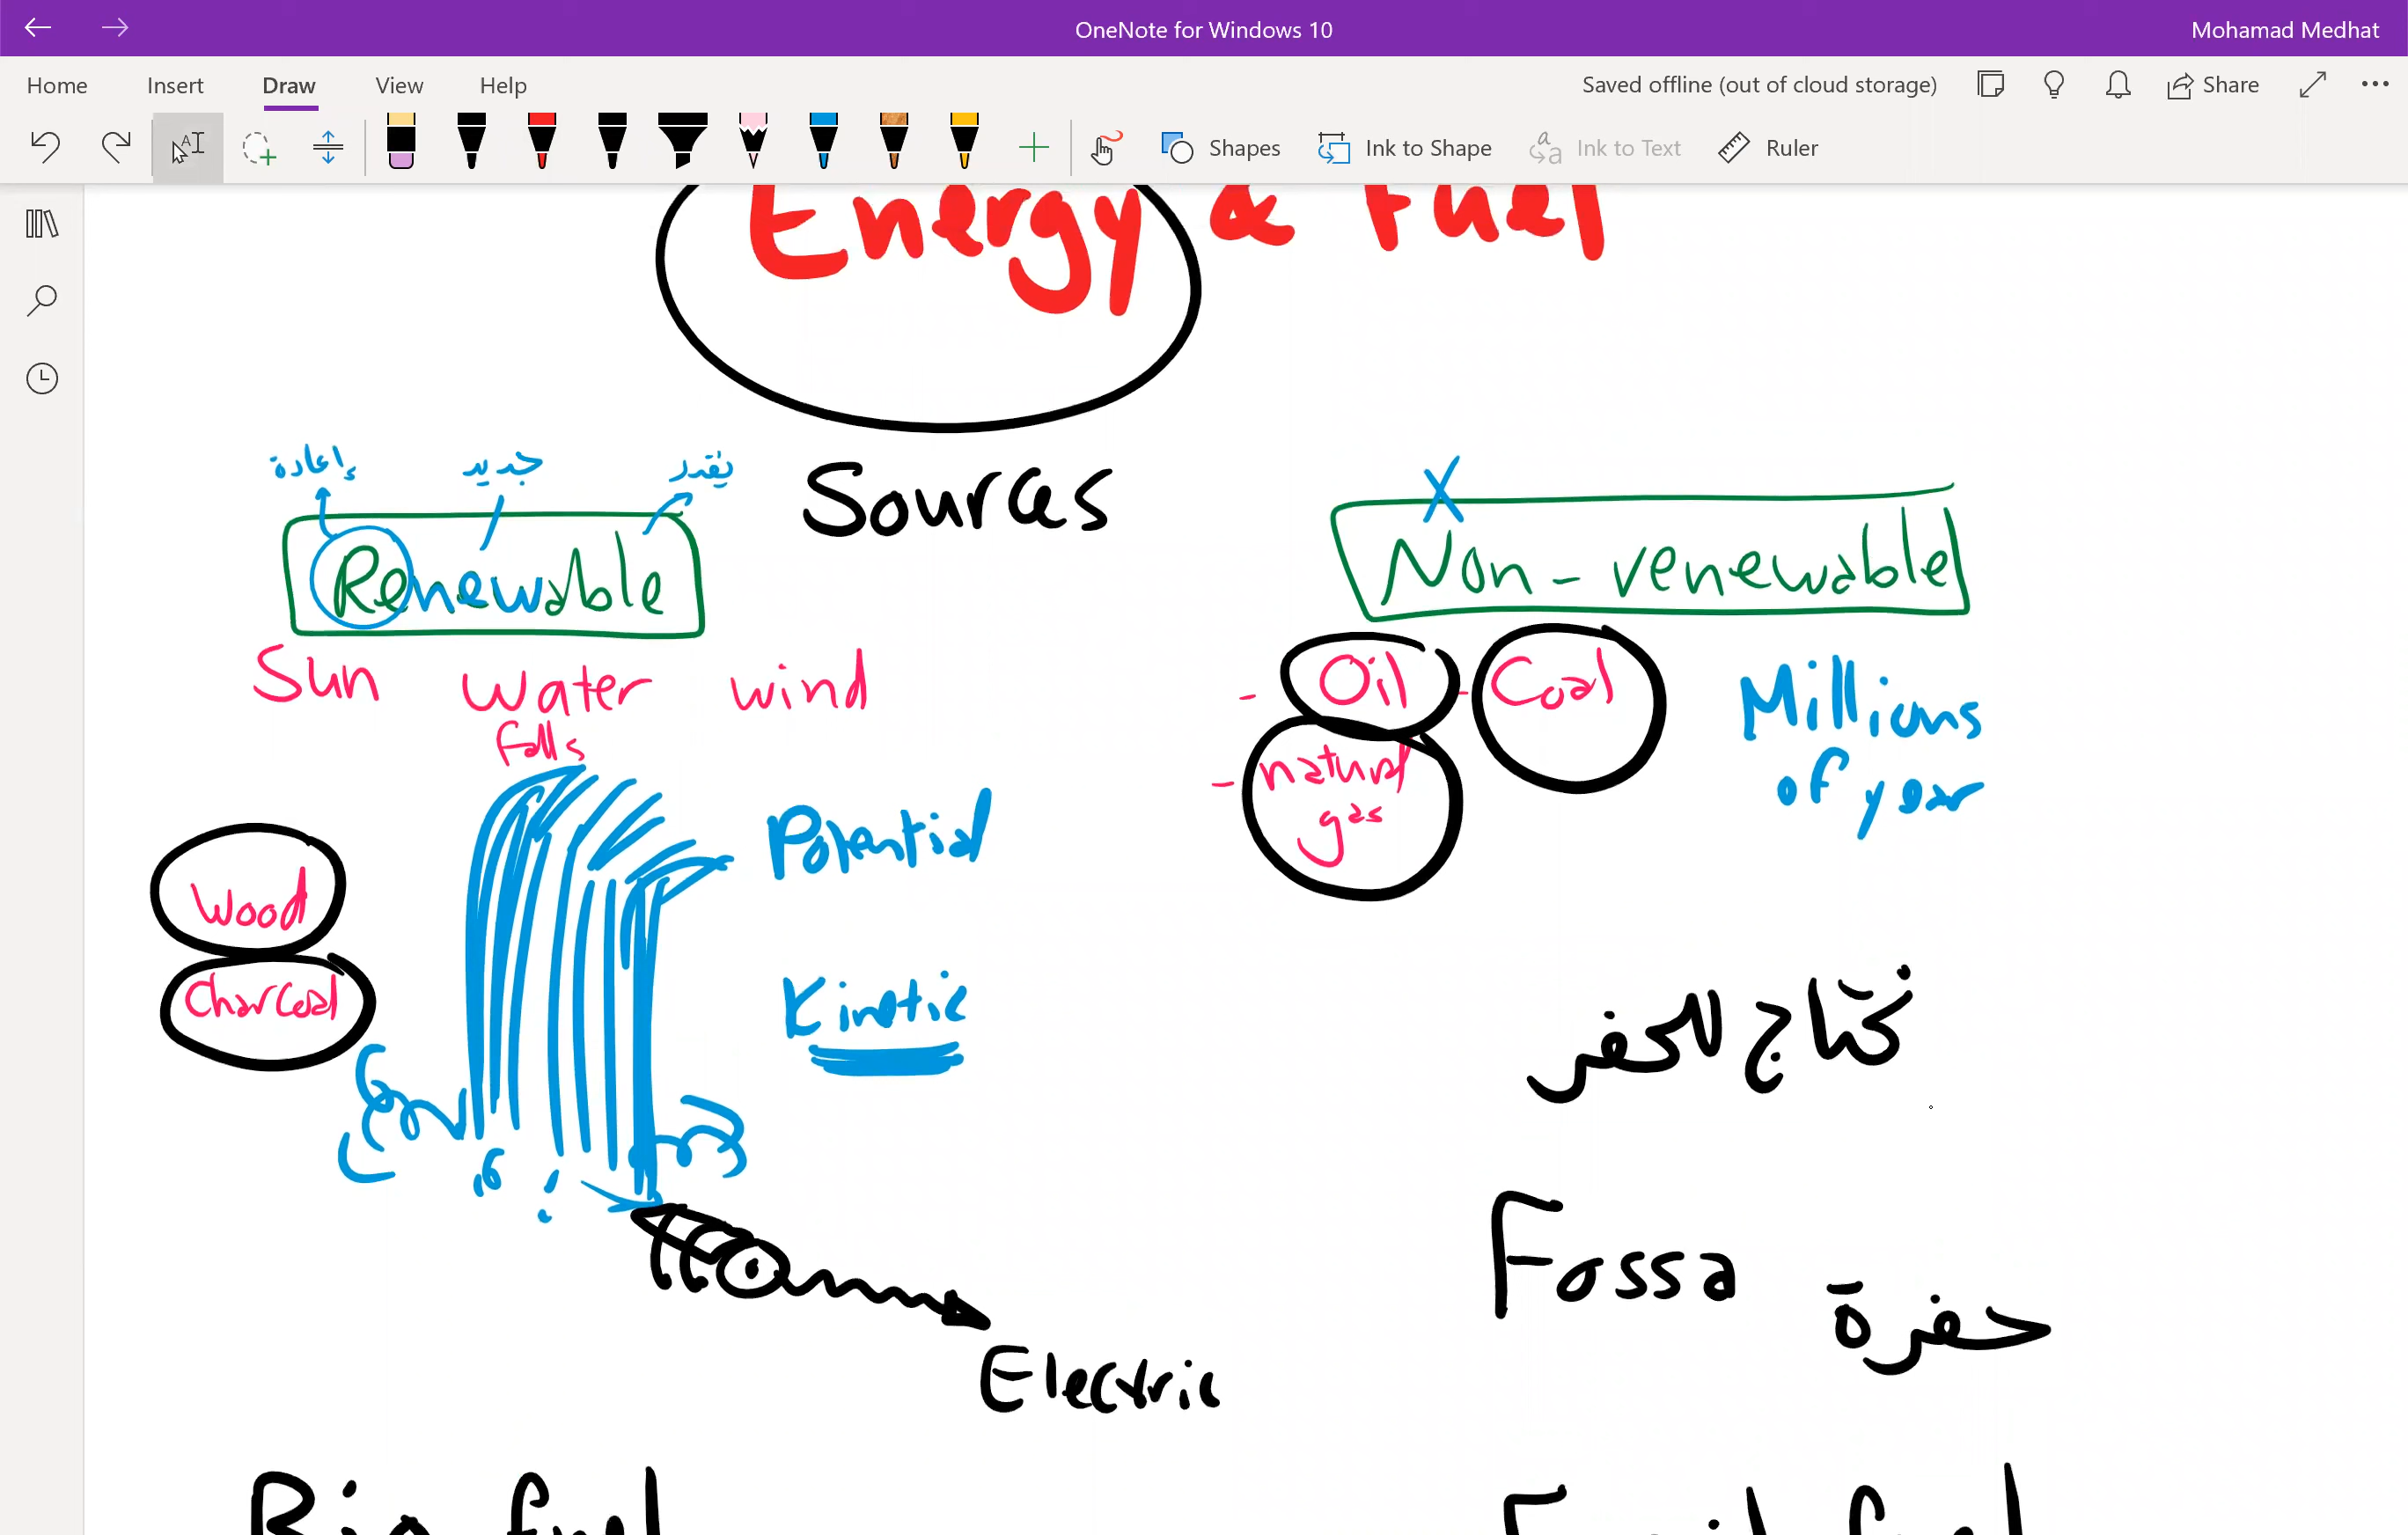 OneNote for Windows 10
Mohamad Medhat
Home Insert Draw View Help
Saved offline (out of cloud storage) Share
Shapes Ink to Shape Ink to Text Ruler
Energy & Fuel
إعادة جديد يقدر
Sources
Renewable
Non-renewable
Sun water wind
falls
- Oil - Coal
- natural
gas
Millions
of year
Potential
Wood
Charcoal
Kinetic
نحتاج للحفر
Fossa حفرة
Electric
Bio fuel
Fossil fuel